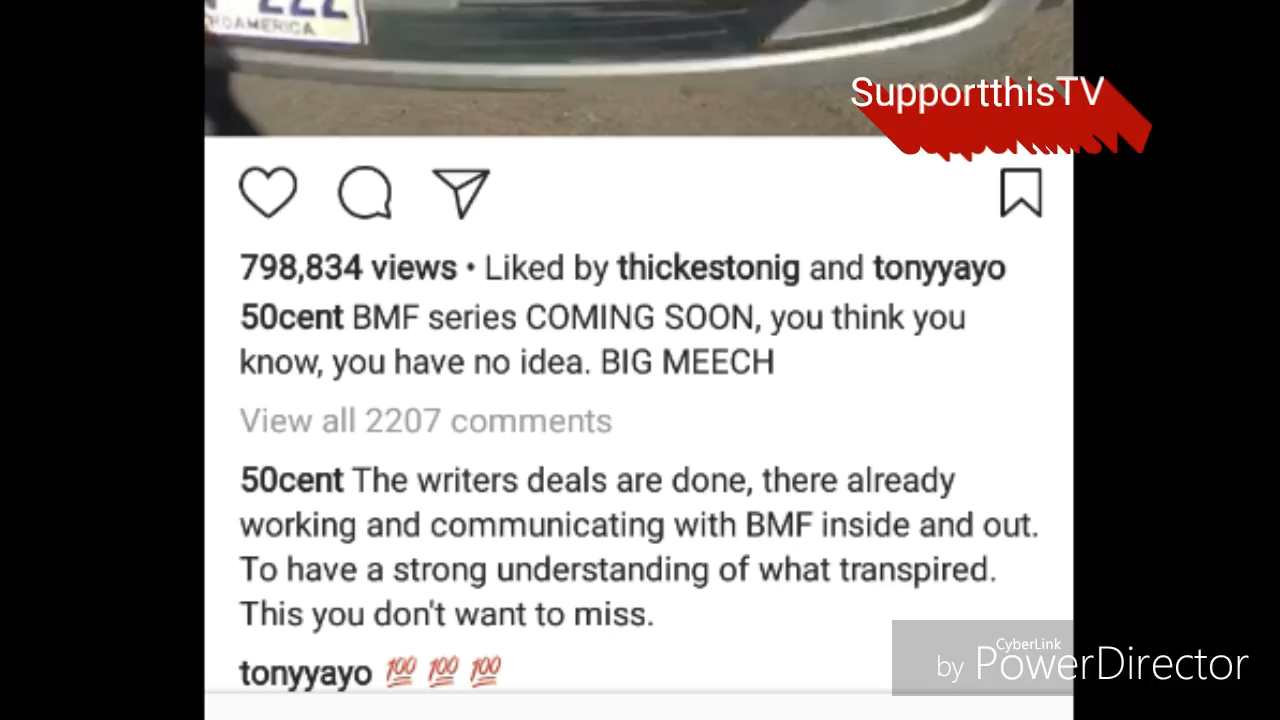 222
SupportthisTV
798,834 views • Liked by thickestonig and tonyyayo
50cent BMF series COMING SOON, you think you
know, you have no idea. BIG MEECH
View all 2207 comments
50cent The writers deals are done, there already
working and communicating with BMF inside and out.
To have a strong understanding of what transpired.
This you don't want to miss.
tonyyayo 💯 💯 💯
CyberLink
by PowerDirector